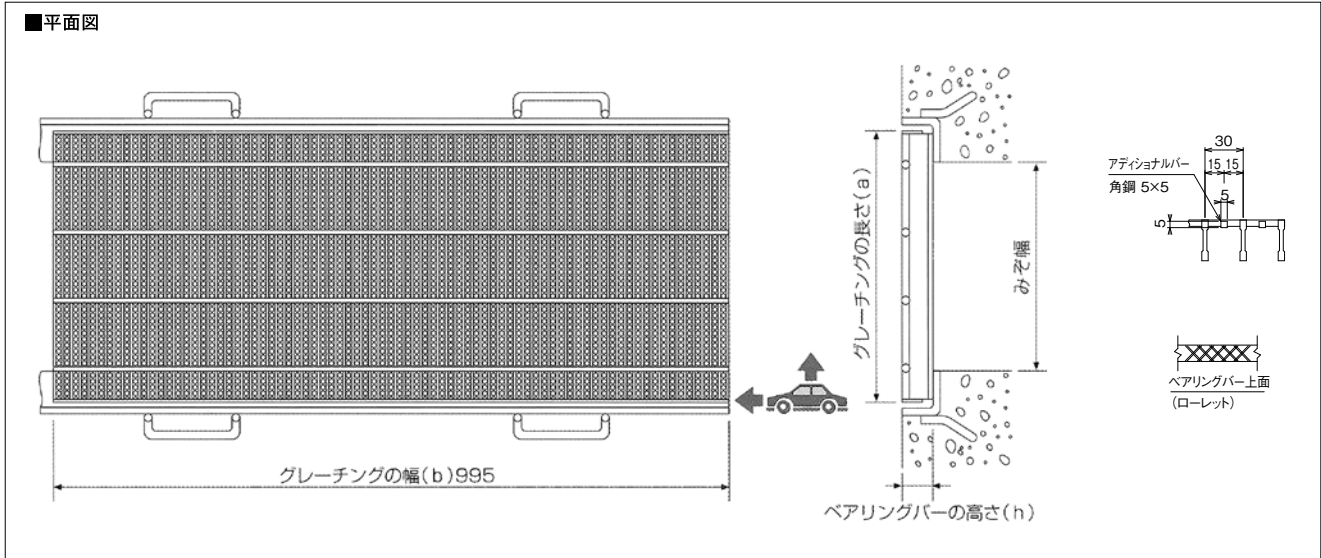 ■平面図
グレーチングの幅(b)995
グレーチングの長さ(a)
みぞ幅
ベアリングバーの高さ(h)
30
15 15
アディショナルバー
角鋼 5×5
5
5
ベアリングバー上面
(ローレット)